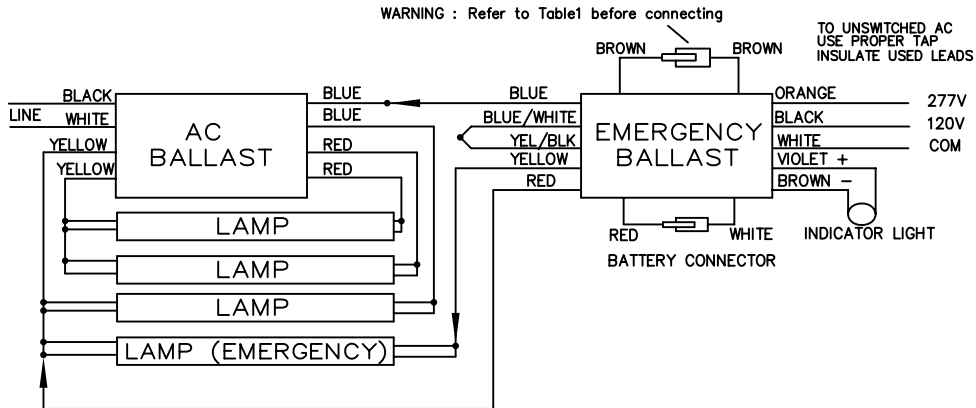 WARNING : Refer to Table1 before connecting
TO UNSWITCHED AC
USE PROPER TAP
INSULATE USED LEADS
BROWN
BROWN
BLACK
LINE
WHITE
YELLOW
YELLOW
AC
BALLAST
BLUE
BLUE
RED
RED
BLUE
BLUE/WHITE
YEL/BLK
YELLOW
RED
EMERGENCY
BALLAST
ORANGE
277V
BLACK
120V
WHITE
COM
VIOLET +
BROWN -
INDICATOR LIGHT
RED
WHITE
BATTERY CONNECTOR
LAMP
LAMP
LAMP
LAMP (EMERGENCY)